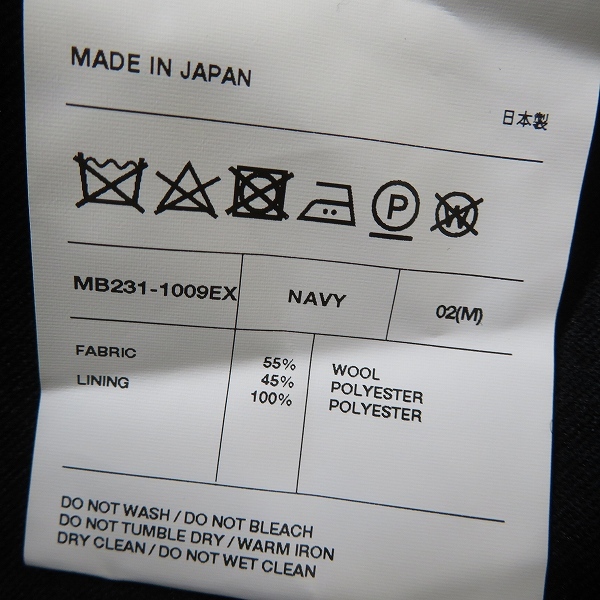 MADE IN JAPAN
日本製
P W
MB231-1009EX NAVY 02(M)
FABRIC 55% WOOL
45% POLYESTER
LINING 100% POLYESTER
DO NOT WASH / DO NOT BLEACH
DO NOT TUMBLE DRY / WARM IRON
DRY CLEAN / DO NOT WET CLEAN